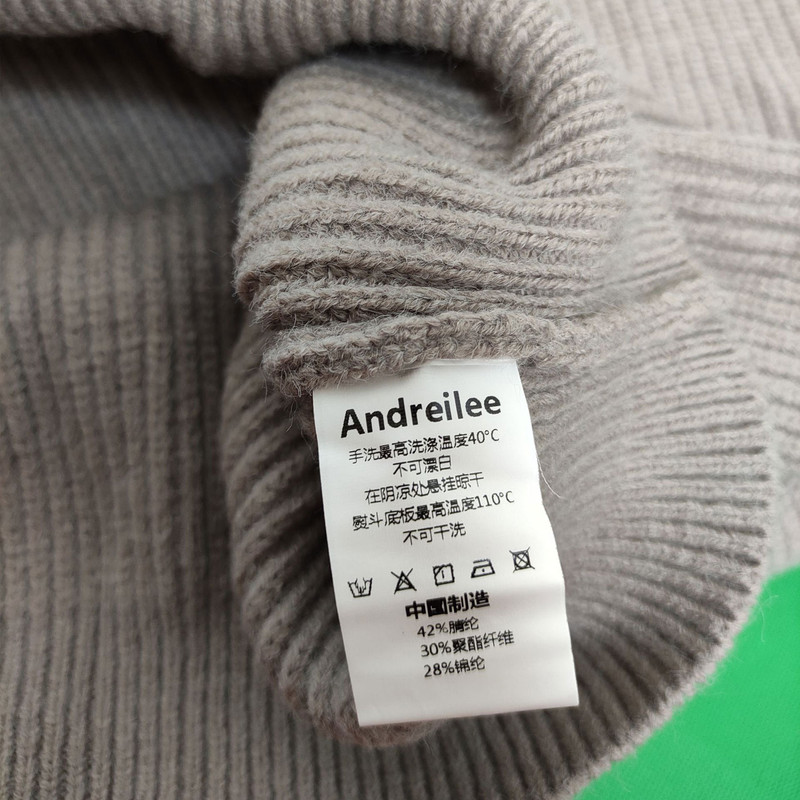 Andreilee
手洗最高洗涤温度40°C
不可漂白
在阴凉处悬挂晾干
熨斗底板最高温度110°C
不可干洗
中国制造
42%腈纶
30%聚酯纤维
28%锦纶